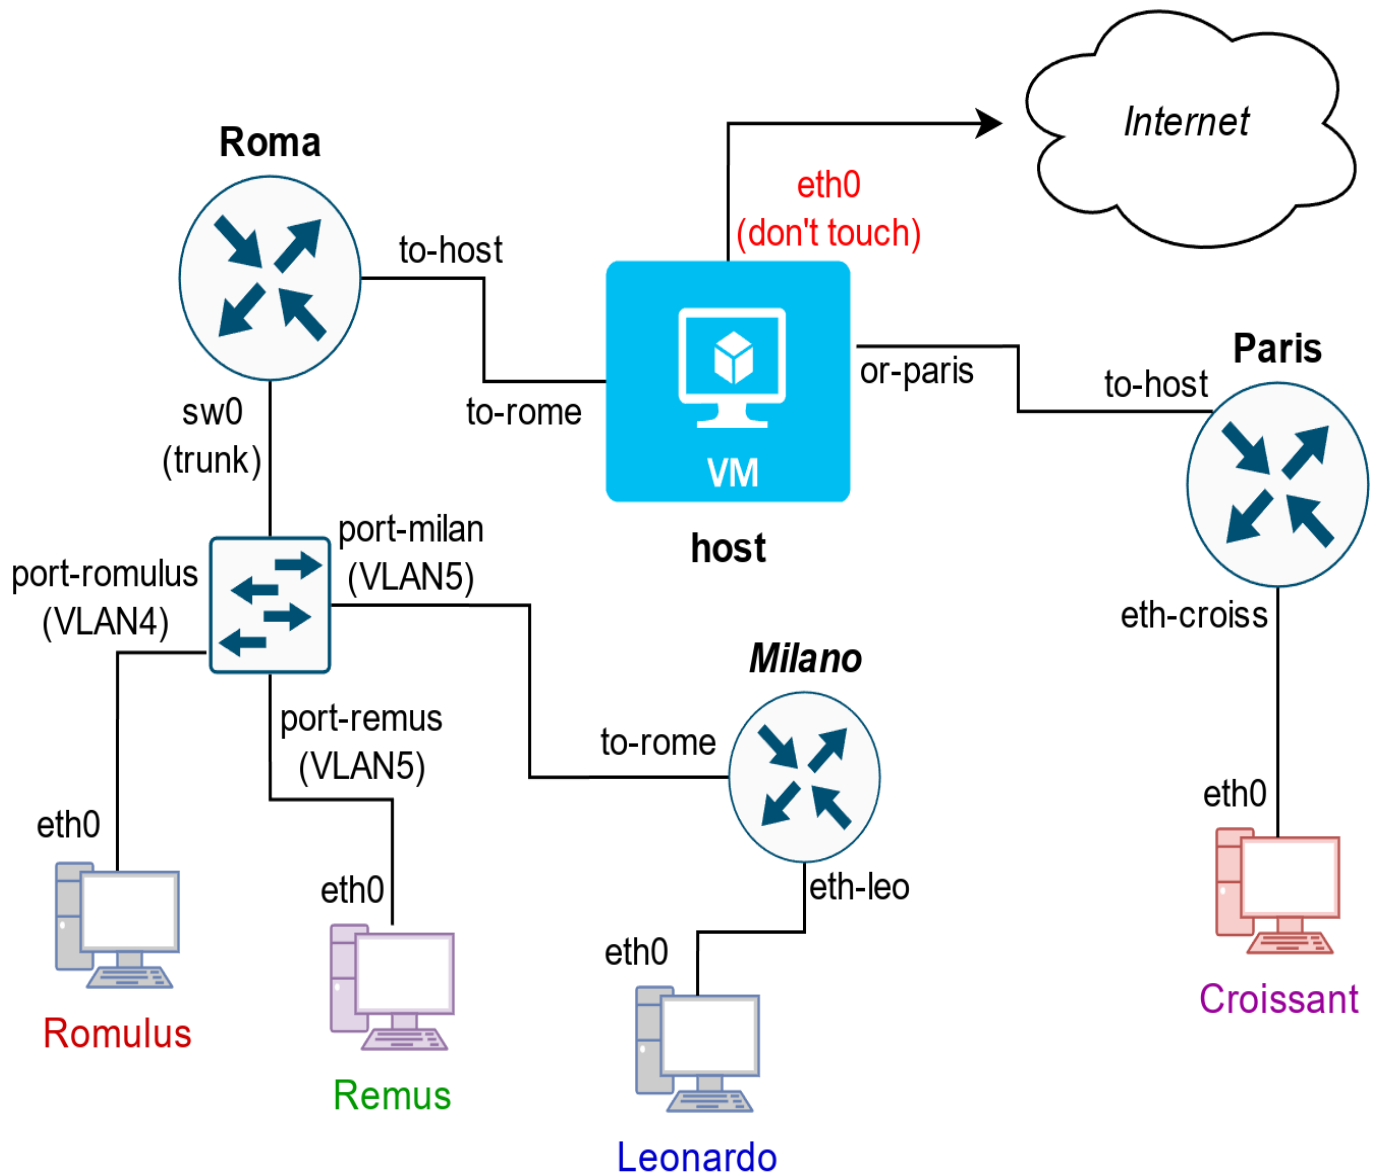 Internet
Roma
eth0
(don't touch)
to-host
Paris
or-paris
to-host
sw0
(trunk)
to-rome
VM
host
port-milan
(VLAN5)
port-romulus
(VLAN4)
eth-croiss
Milano
port-remus
(VLAN5)
to-rome
eth0
eth0
eth0
eth-leo
eth0
Croissant
Romulus
Remus
Leonardo